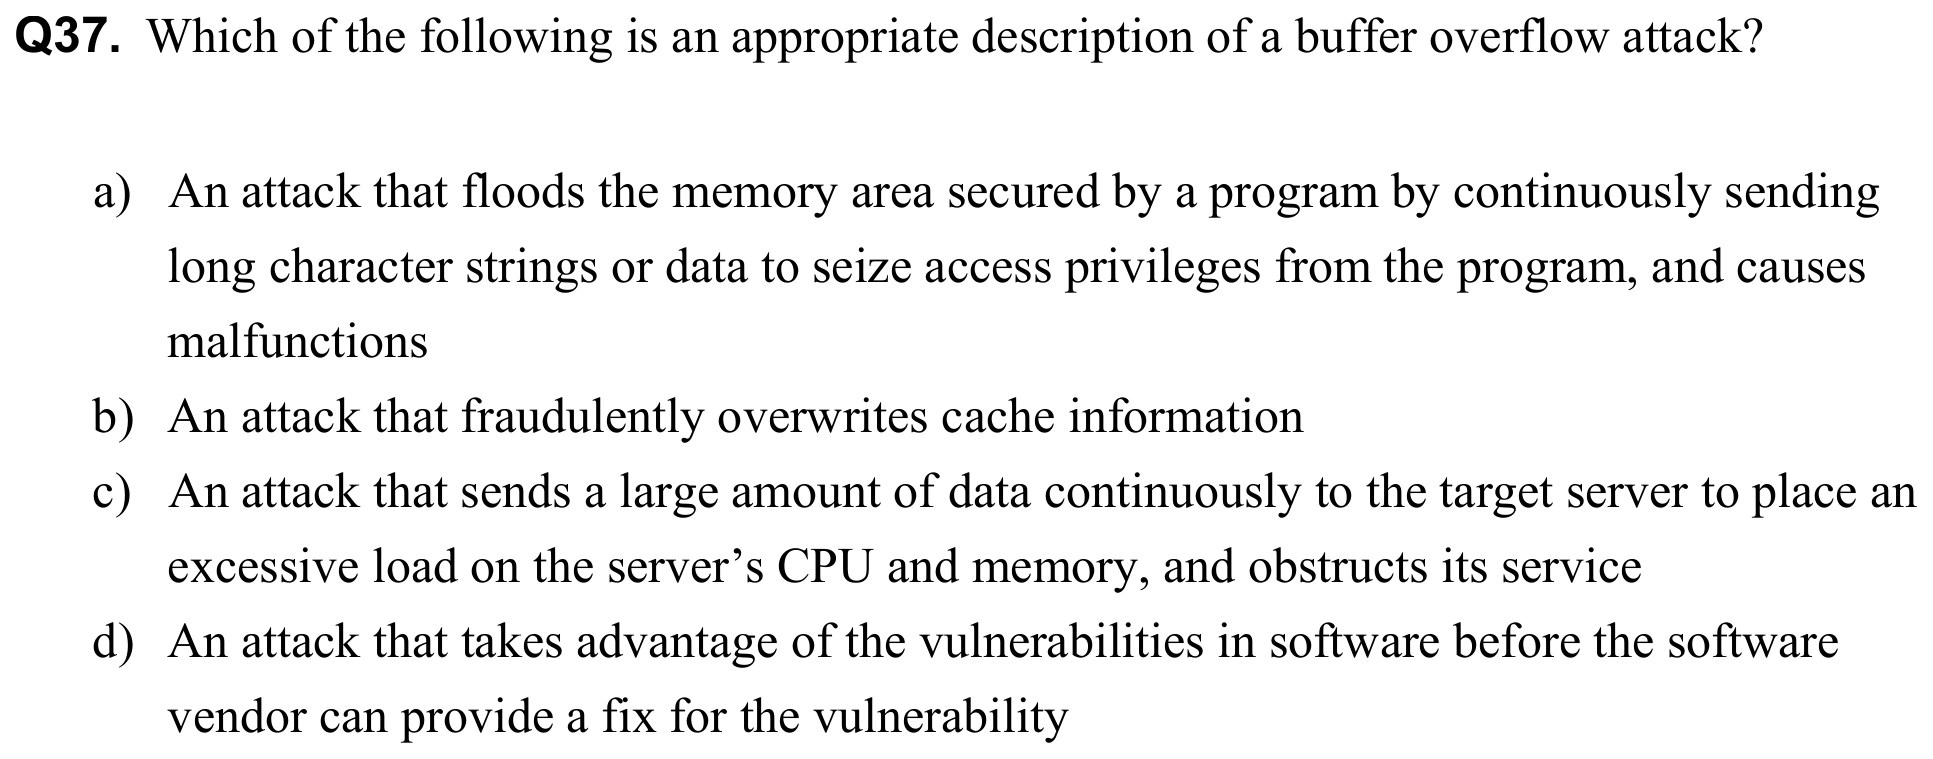 Q37. Which of the following is an appropriate description of a buffer overflow attack?
a) An attack that floods the memory area secured by a program by continuously sending
long character strings or data to seize access privileges from the program, and causes
malfunctions
b) An attack that fraudulently overwrites cache information
c) An attack that sends a large amount of data continuously to the target server to place an
excessive load on the server’s CPU and memory, and obstructs its service
d) An attack that takes advantage of the vulnerabilities in software before the software
vendor can provide a fix for the vulnerability